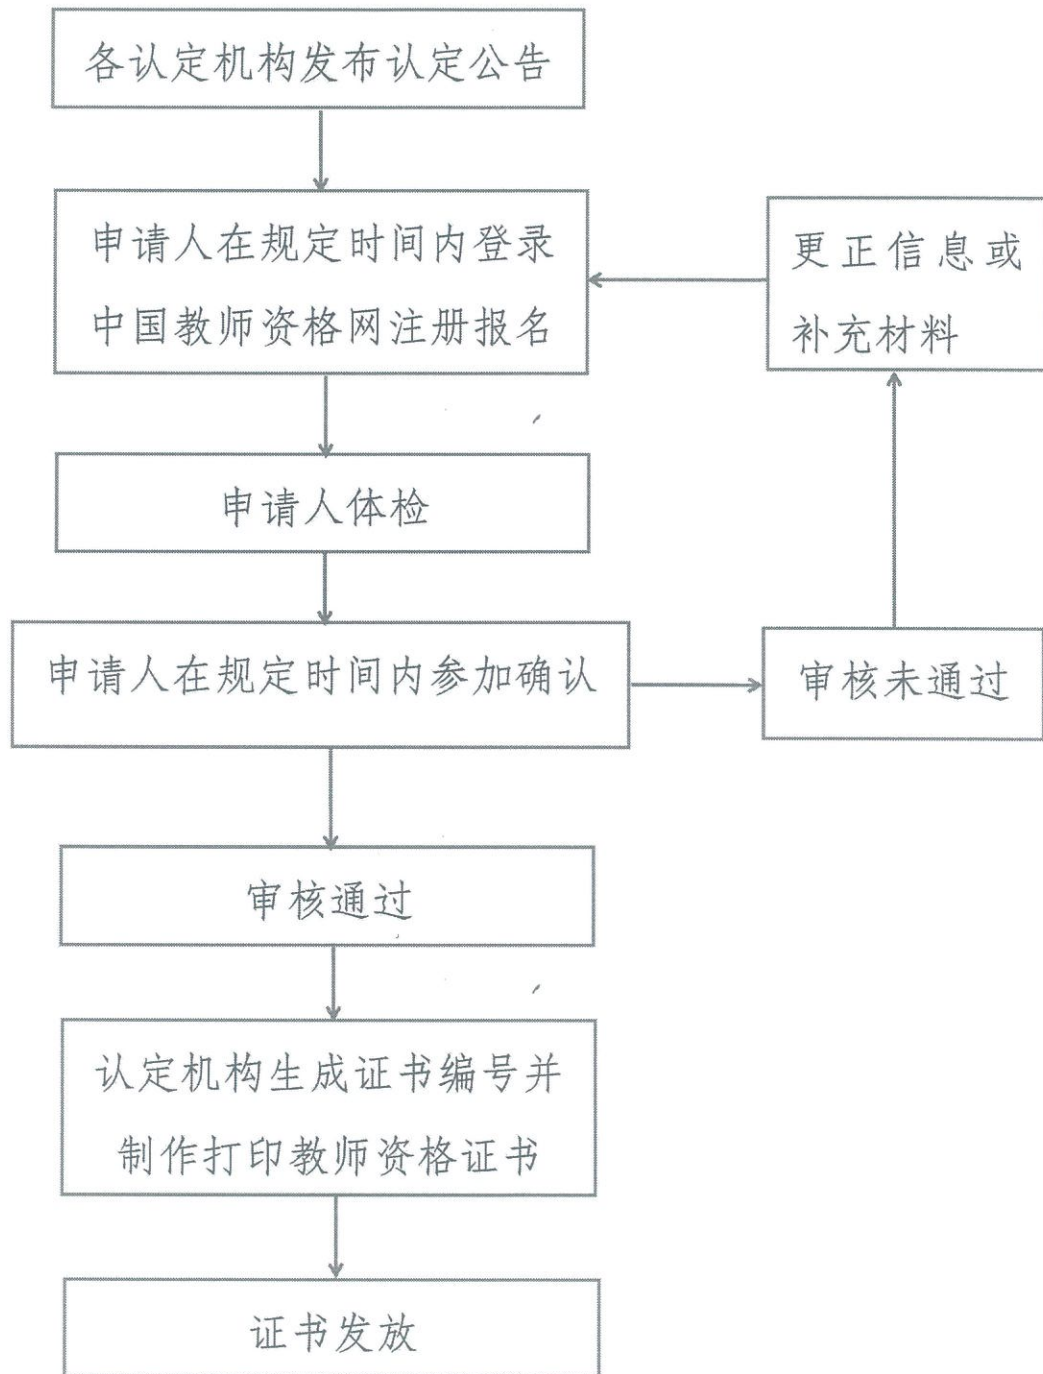 各认定机构发布认定公告
申请人在规定时间内登录
中国教师资格网注册报名
更正信息或
补充材料
申请人体检
申请人在规定时间内参加确认
审核未通过
审核通过
认定机构生成证书编号并
制作打印教师资格证书
证书发放